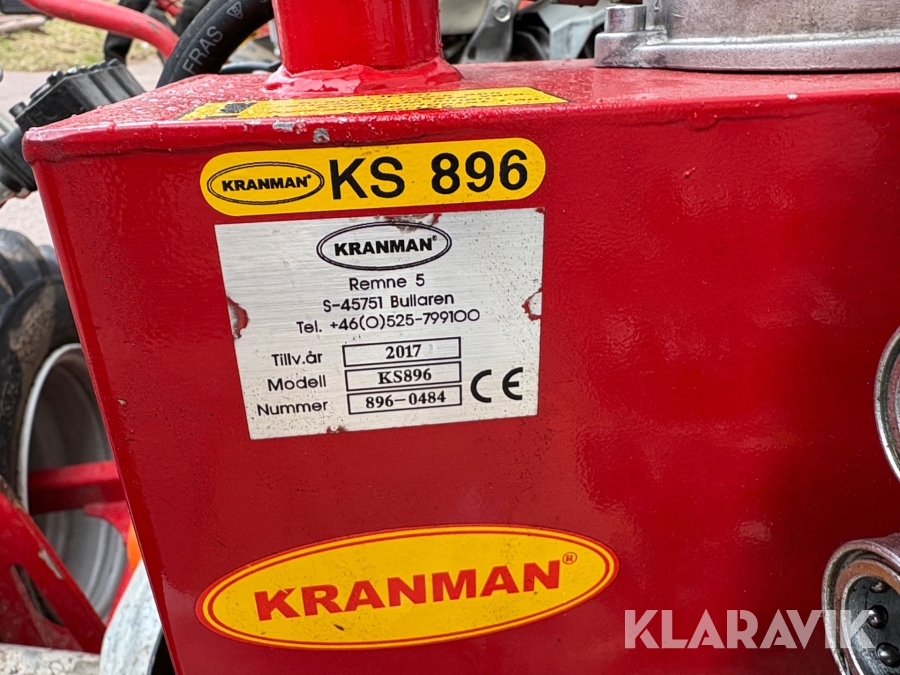 ERAS
KRANMAN® KS 896
KRANMAN®
Remne 5
S-45751 Bullaren
Tel. +46(0)525-799100
Tillv.år 2017
Modell KS896
Nummer 896-0484
CE
KRANMAN®
KLARAVIK